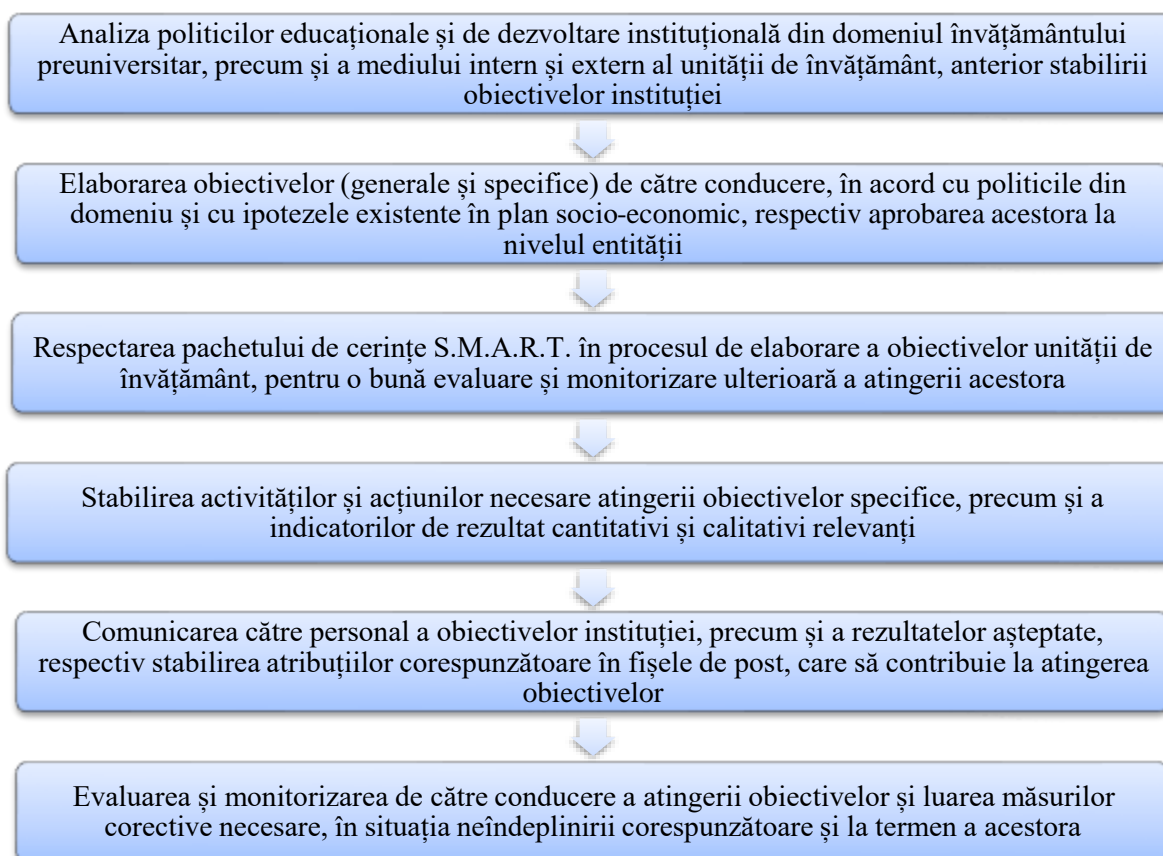 Analiza politicilor educaționale și de dezvoltare instituțională din domeniul învățământului
preuniversitar, precum și a mediului intern și extern al unității de învățământ, anterior stabilirii
obiectivelor instituției
Elaborarea obiectivelor (generale și specifice) de către conducere, în acord cu politicile din
domeniu și cu ipotezele existente în plan socio-economic, respectiv aprobarea acestora la
nivelul entității
Respectarea pachetului de cerințe S.M.A.R.T. în procesul de elaborare a obiectivelor unității de
învățământ, pentru o bună evaluare și monitorizare ulterioară a atingerii acestora
Stabilirea activităților și acțiunilor necesare atingerii obiectivelor specifice, precum și a
indicatorilor de rezultat cantitativi și calitativi relevanți
Comunicarea către personal a obiectivelor instituției, precum și a rezultatelor așteptate,
respectiv stabilirea atribuțiilor corespunzătoare în fișele de post, care să contribuie la atingerea
obiectivelor
Evaluarea și monitorizarea de către conducere a atingerii obiectivelor și luarea măsurilor
corective necesare, în situația neîndeplinirii corespunzătoare și la termen a acestora